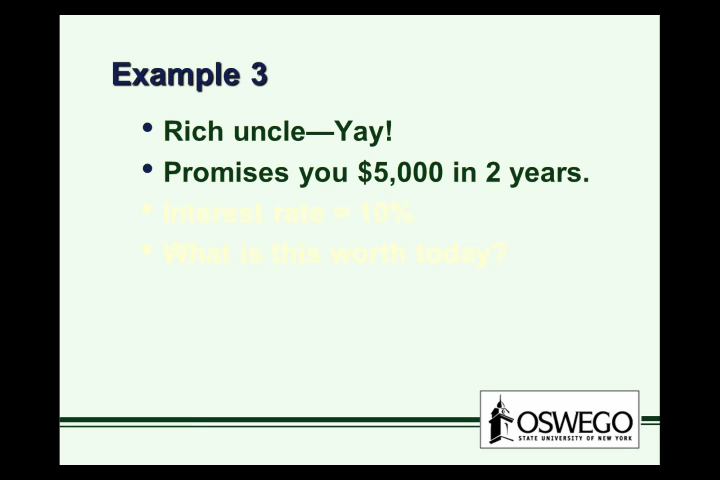 Example 3
• Rich uncle—Yay!
• Promises you $5,000 in 2 years.
• Interest rate = 10%
• What is this worth today?
OSWEGO
STATE UNIVERSITY OF NEW YORK